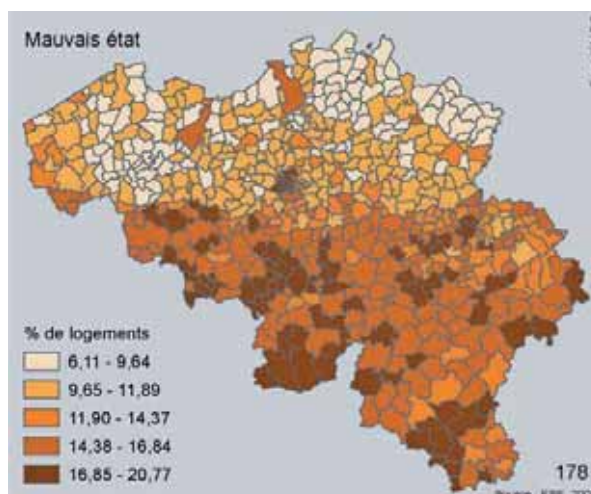 Mauvais état
% de logements
6,11 - 9,64
9,65 - 11,89
11,90 - 14,37
14,38 - 16,84
16,85 - 20,77
178